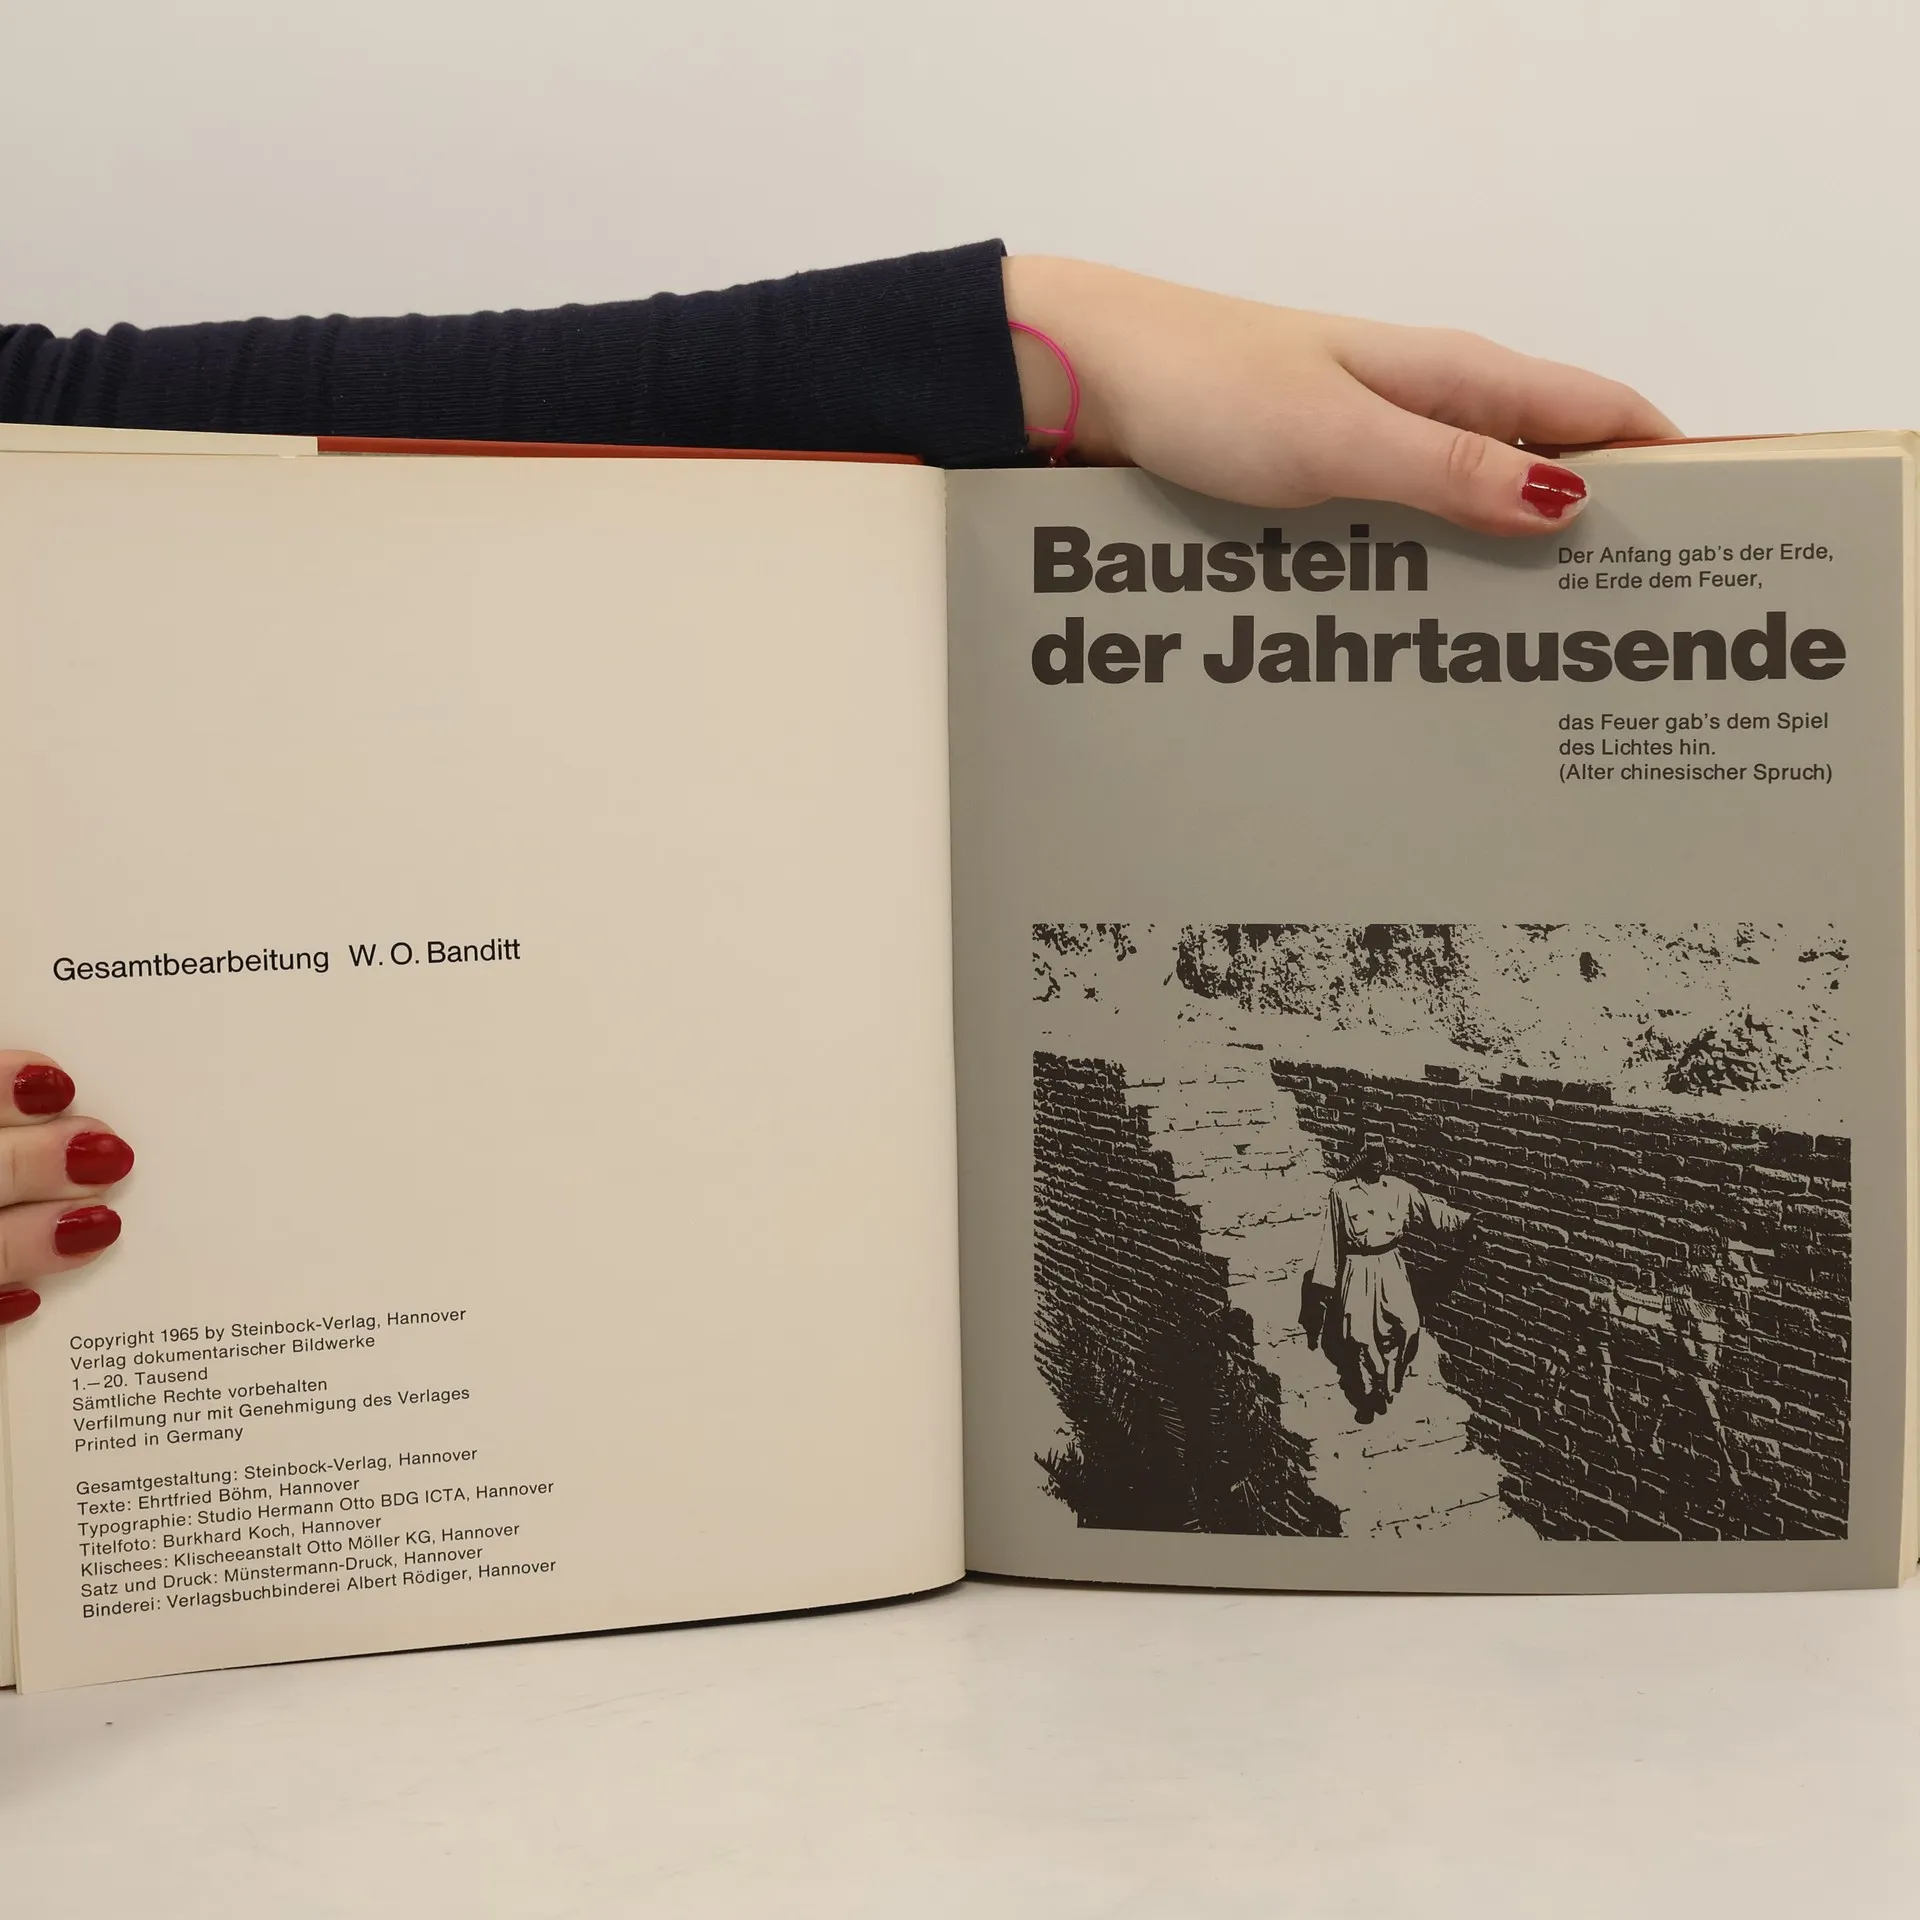 Gesamtbearbeitung W. O. Banditt
Copyright 1965 by Steinbock-Verlag, Hannover
Verlag dokumentarischer Bildwerke
1.—20. Tausend
Sämtliche Rechte vorbehalten
Verfilmung nur mit Genehmigung des Verlages
Printed in Germany
Gesamtgestaltung: Steinbock-Verlag, Hannover
Texte: Ehrtfried Böhm, Hannover
Typographie: Studio Hermann Otto BDG ICTA, Hannover
Titelfoto: Burkhard Koch, Hannover
Klischees: Klischeeanstalt Otto Möller KG, Hannover
Satz und Druck: Münstermann-Druck, Hannover
Binderei: Verlagsbuchbinderei Albert Rödiger, Hannover
Baustein
der Jahrtausende
Der Anfang gab's der Erde,
die Erde dem Feuer,
das Feuer gab's dem Spiel
des Lichtes hin.
(Alter chinesischer Spruch)